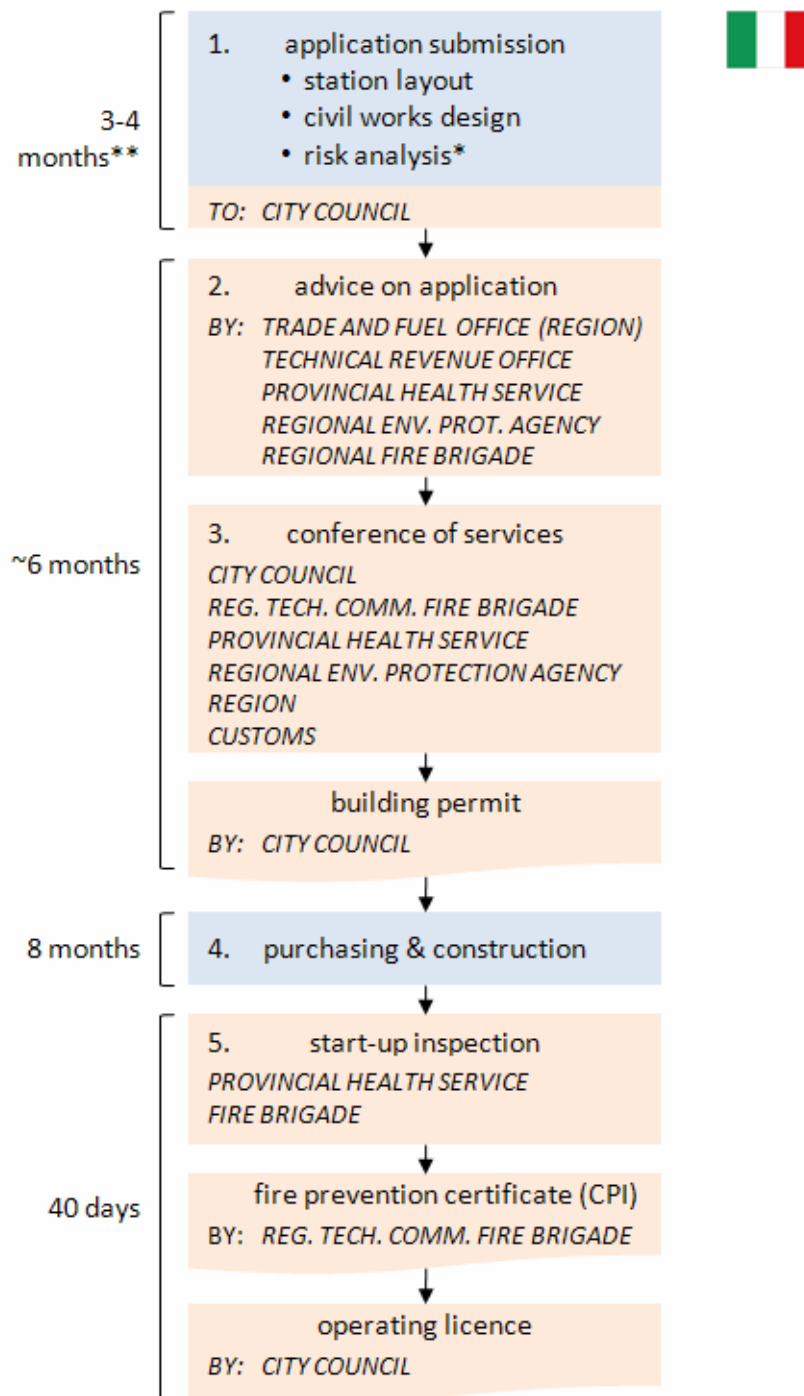 1. application submission
• station layout
• civil works design
• risk analysis*
3-4
months**
TO: CITY COUNCIL
2. advice on application
BY: TRADE AND FUEL OFFICE (REGION)
TECHNICAL REVENUE OFFICE
PROVINCIAL HEALTH SERVICE
REGIONAL ENV. PROT. AGENCY
REGIONAL FIRE BRIGADE
~6 months
3. conference of services
CITY COUNCIL
REG. TECH. COMM. FIRE BRIGADE
PROVINCIAL HEALTH SERVICE
REGIONAL ENV. PROTECTION AGENCY
REGION
CUSTOMS
building permit
BY: CITY COUNCIL
8 months
4. purchasing & construction
5. start-up inspection
PROVINCIAL HEALTH SERVICE
FIRE BRIGADE
40 days
fire prevention certificate (CPI)
BY: REG. TECH. COMM. FIRE BRIGADE
operating licence
BY: CITY COUNCIL